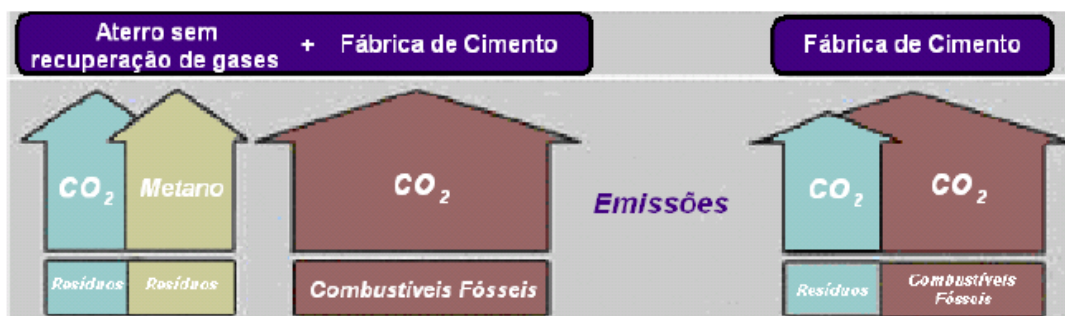 Aterro sem
recuperação de gases
+ Fábrica de Cimento
Fábrica de Cimento
CO2
Metano
CO2
Emissões
CO2
CO2
Resíduos
Resíduos
Combustíveis Fósseis
Resíduos
Combustíveis
Fósseis